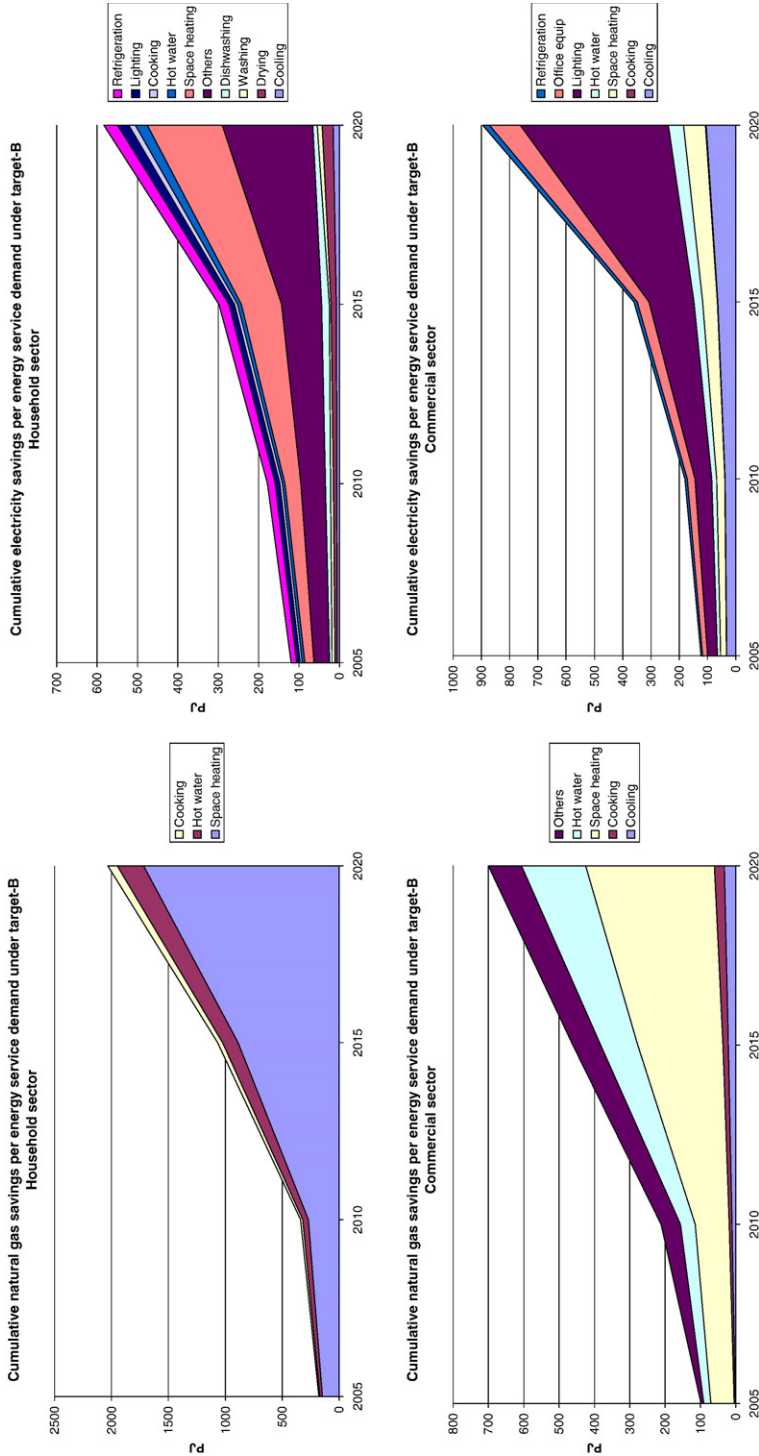 Cumulative natural gas savings per energy service demand under target-B
Household sector
PJ
2500
2000
1500
1000
500
0
2005
2010
2015
2020
Cooking
Hot water
Space heating
Cumulative electricity savings per energy service demand under target-B
Household sector
PJ
700
600
500
400
300
200
100
0
2005
2010
2015
2020
Refrigeration
Lighting
Cooking
Hot water
Space heating
Others
Dishwashing
Washing
Drying
Cooling
Cumulative natural gas savings per energy service demand under target-B
Commercial sector
PJ
800
700
600
500
400
300
200
100
0
2005
2010
2015
2020
Others
Hot water
Space heating
Cooking
Cooling
Cumulative electricity savings per energy service demand under target-B
Commercial sector
PJ
1000
900
800
700
600
500
400
300
200
100
0
2005
2010
2015
2020
Refrigeration
Office equip
Lighting
Hot water
Space heating
Cooking
Cooling